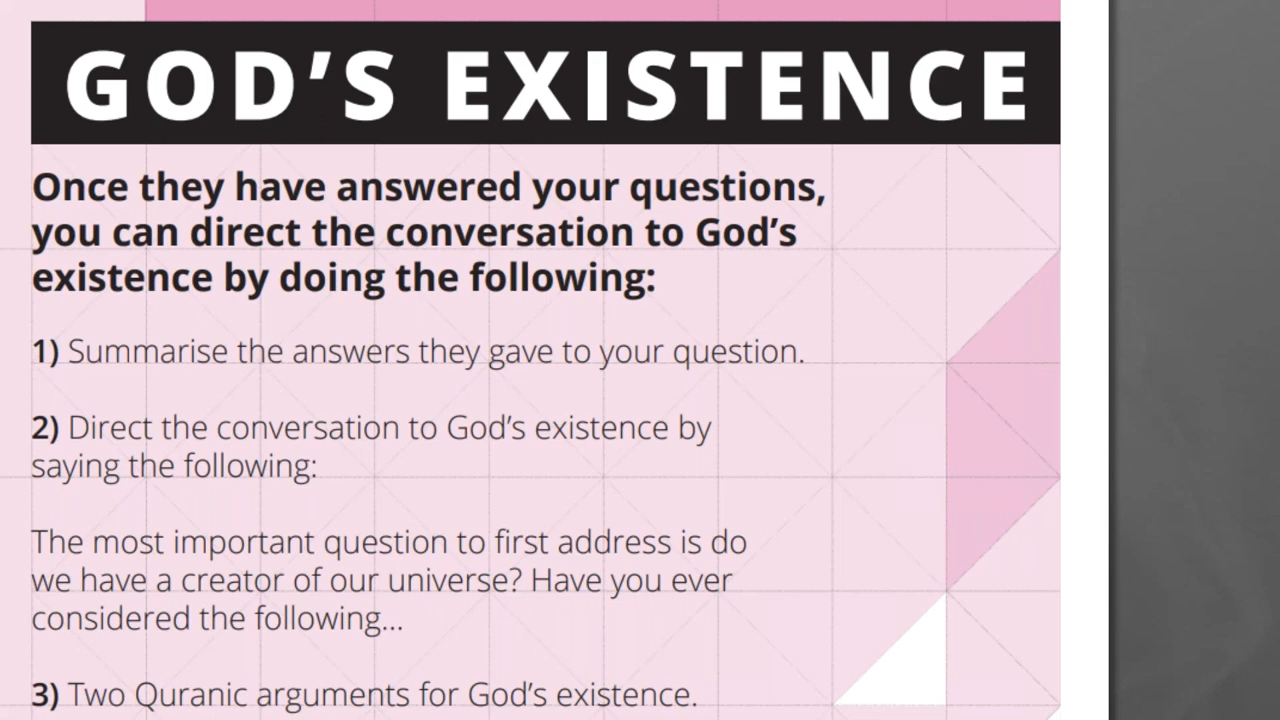 GOD’S EXISTENCE
Once they have answered your questions,
you can direct the conversation to God’s
existence by doing the following:
1) Summarise the answers they gave to your question.
2) Direct the conversation to God’s existence by
saying the following:
The most important question to first address is do
we have a creator of our universe? Have you ever
considered the following...
3) Two Quranic arguments for God’s existence.